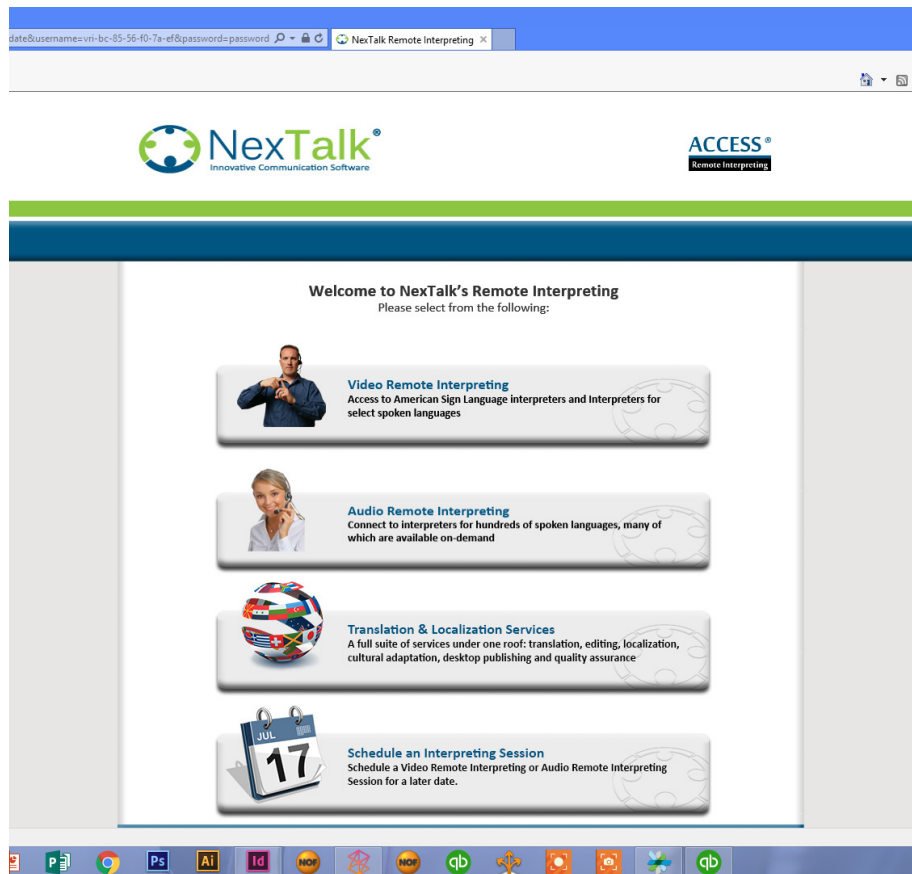 date&username=vri-bc-85-56-f0-7a-ef&password=password
NexTalk Remote Interpreting
NexTalk®
Innovative Communication Software
ACCESS®
Remote Interpreting
Welcome to NexTalk's Remote Interpreting
Please select from the following:
Video Remote Interpreting
Access to American Sign Language interpreters and Interpreters for
select spoken languages
Audio Remote Interpreting
Connect to interpreters for hundreds of spoken languages, many of
which are available on-demand
Translation & Localization Services
A full suite of services under one roof: translation, editing, localization,
cultural adaptation, desktop publishing and quality assurance
JUL
17
Schedule an Interpreting Session
Schedule a Video Remote Interpreting or Audio Remote Interpreting
Session for a later date.
P Ps Ai Id NOF NOF qb qb